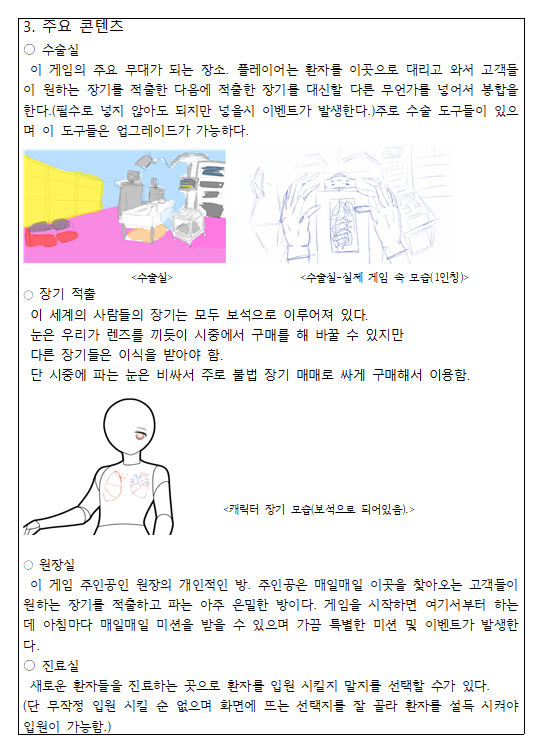 3. 주요 콘텐츠
○ 수술실
이 게임의 주요 무대가 되는 장소. 플레이어는 환자를 이곳으로 대리고 와서 고객들
이 원하는 장기를 적출한 다음에 적출한 장기를 대신할 다른 무언가를 넣어서 봉합을
한다.(필수로 넣지 않아도 되지만 넣을시 이벤트가 발생한다.)주로 수술 도구들이 있으
며 이 도구들은 업그레이드가 가능하다.
<수술실>
<수술실-실제 게임 속 모습(1인칭)>
○ 장기 적출
이 세계의 사람들의 장기는 모두 보석으로 이루어져 있다.
눈은 우리가 렌즈를 끼듯이 시중에서 구매를 해 바꿀 수 있지만
다른 장기들은 이식을 받아야 함.
단 시중에 파는 눈은 비싸서 주로 불법 장기 매매로 싸게 구매해서 이용함.
<캐릭터 장기 모습(보석으로 되어있음).>
○ 원장실
이 게임 주인공인 원장의 개인적인 방. 주인공은 매일매일 이곳을 찾아오는 고객들이
원하는 장기를 적출하고 파는 아주 은밀한 방이다. 게임을 시작하면 여기서부터 하는
데 아침마다 매일매일 미션을 받을 수 있으며 가끔 특별한 미션 및 이벤트가 발생한
다.
○ 진료실
새로운 환자들을 진료하는 곳으로 환자를 입원 시킬지 말지를 선택할 수가 있다.
(단 무작정 입원 시킬 순 없으며 화면에 뜨는 선택지를 잘 골라 환자를 설득 시켜야
입원이 가능함.)